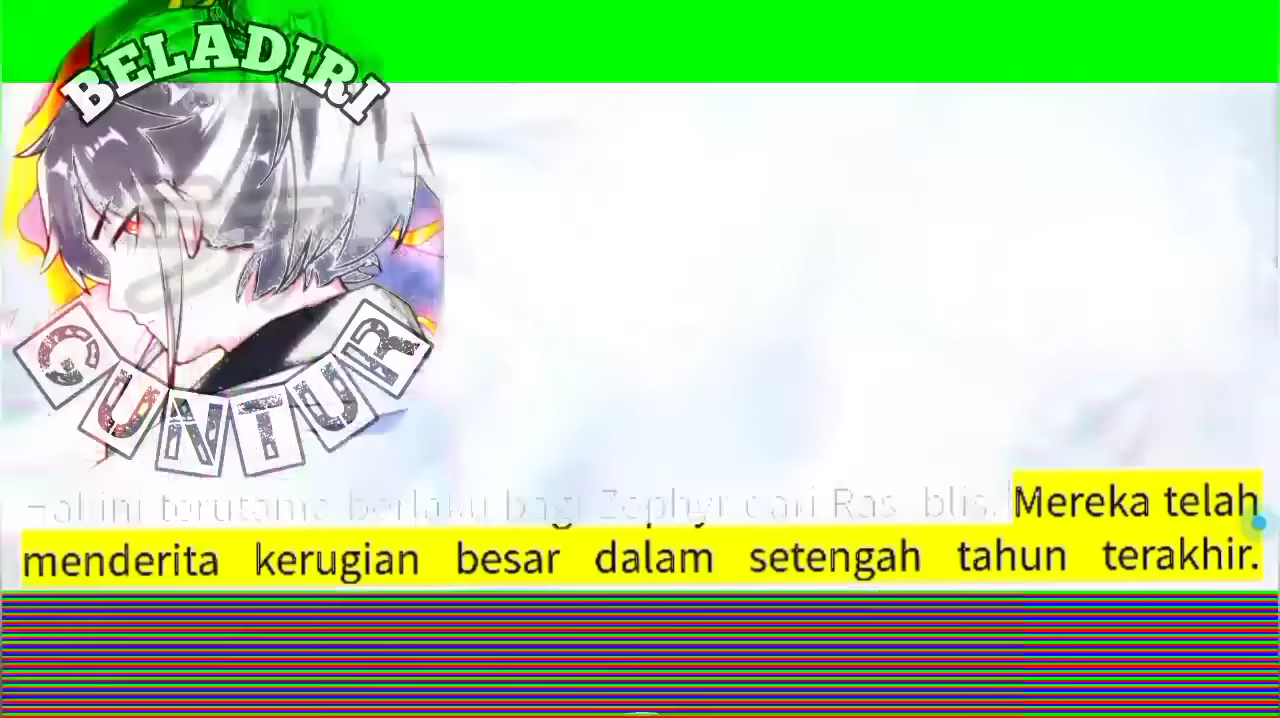 BELADIRI
GUNTUR
Hal ini terutama berlaku bagi Zephyr dari Ras Iblis. Mereka telah
menderita kerugian besar dalam setengah tahun terakhir.